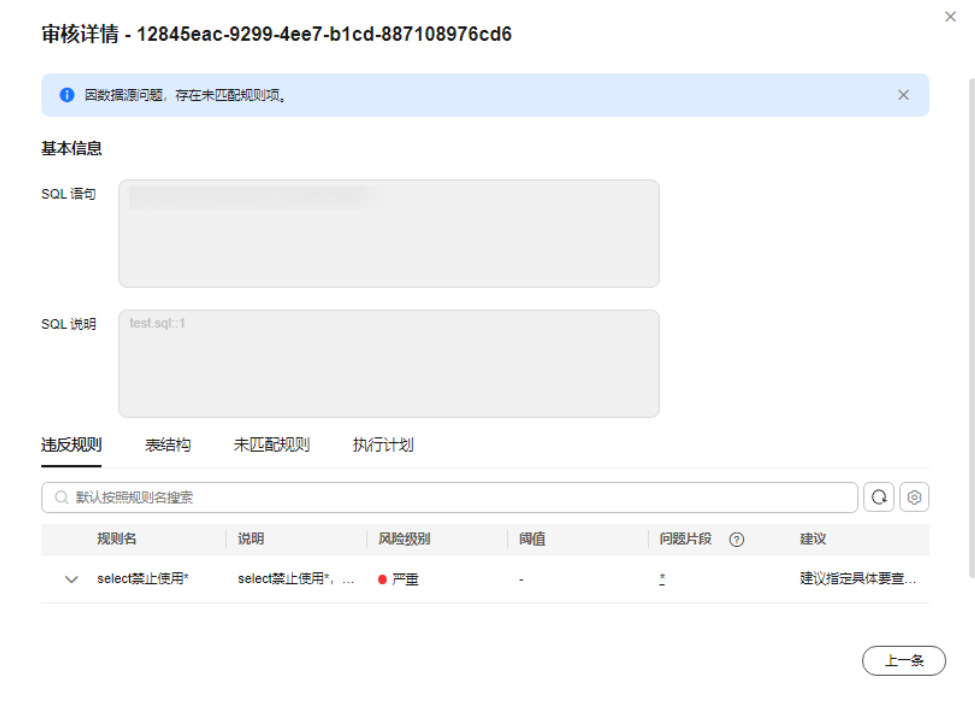 审核详情 - 12845eac-9299-4ee7-b1cd-887108976cd6
因数据源问题，存在未匹配规则项。
基本信息
SQL 语句
SQL 说明
test.sql::1
违反规则 表结构 未匹配规则 执行计划
默认按照规则名搜索
规则名 说明 风险级别 阈值 问题片段 建议
select禁止使用* select禁止使用*，... 严重 - * 建议指定具体要查...
上一条